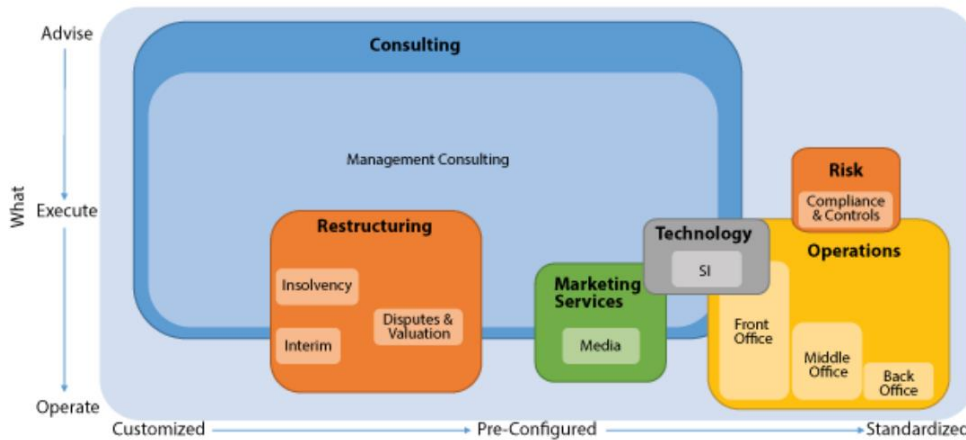 Advise
Consulting
Management Consulting
Risk
Compliance
& Controls
What
Execute
Restructuring
Technology
SI
Operations
Insolvency
Marketing
Services
Disputes &
Valuation
Interim
Media
Front
Office
Middle
Office
Back
Office
Operate
Customized
Pre-Configured
Standardized